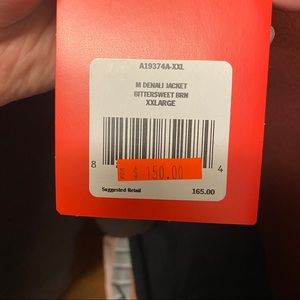 A19374A-XXL
M DENALI JACKET
BITTERSWEET BRN
XXLARGE
8 4
$ 150.00
Suggested Retail 165.00